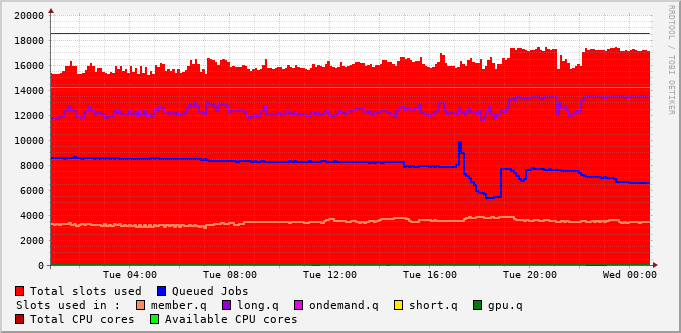 20000
18000
16000
14000
12000
10000
8000
6000
4000
2000
0
Tue 04:00 Tue 08:00 Tue 12:00 Tue 16:00 Tue 20:00 Wed 00:00
Total slots used Queued Jobs
Slots used in : member.q long.q ondemand.q short.q gpu.q
Total CPU cores Available CPU cores
RRDTOOL / TOBI OETIKER